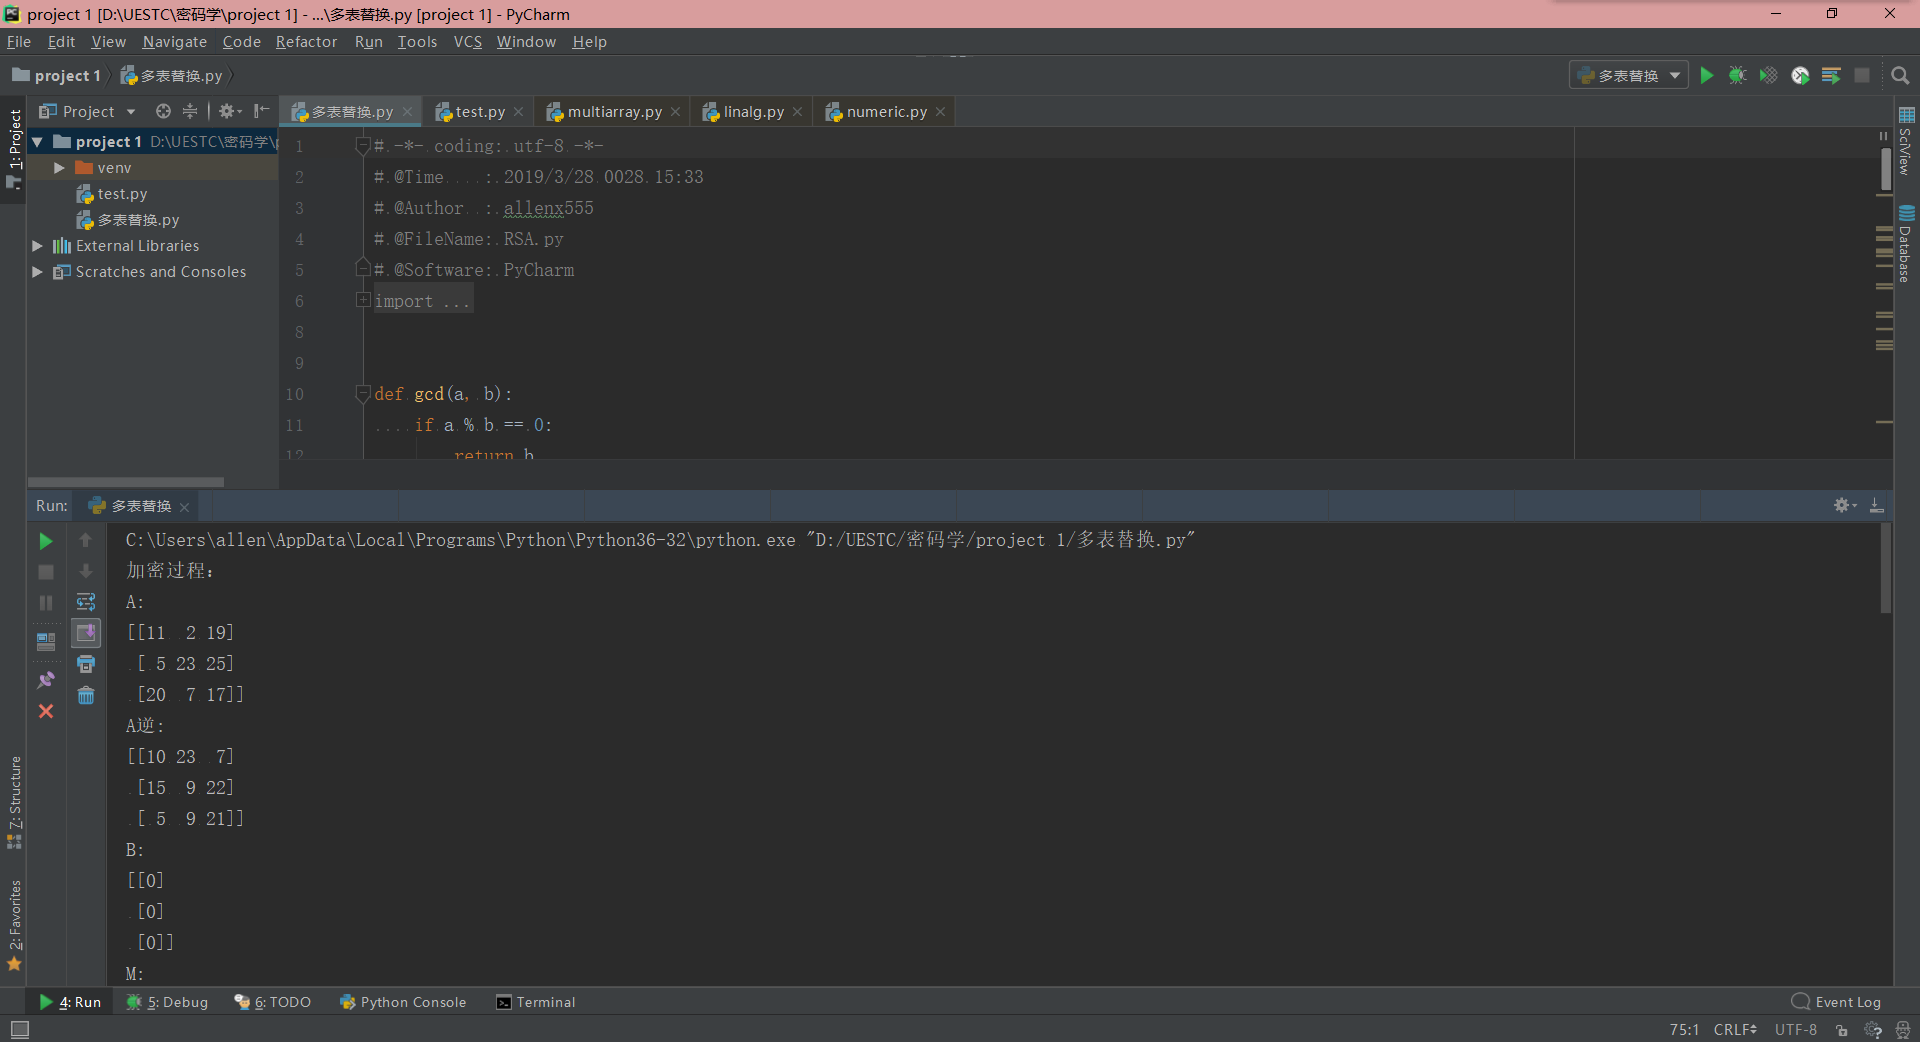 project 1 [D:\UESTC\密码学\project 1] - ...\多表替换.py [project 1] - PyCharm
File Edit View Navigate Code Refactor Run Tools VCS Window Help
project 1 多表替换.py 多表替换
1: Project
Project
多表替换.py test.py multiarray.py linalg.py numeric.py
project 1 D:\UESTC\密码学\p
venv
test.py
多表替换.py
External Libraries
Scratches and Consoles
1 # -*- coding: utf-8 -*-
2 # @Time    : 2019/3/28 0028 15:33
3 # @Author  : allenx555
4 # @FileName: RSA.py
5 # @Software: PyCharm
6 import ...
8
9
10 def gcd(a, b):
11     if a % b == 0:
12         return b
SciView
Database
Run: 多表替换
C:\Users\allen\AppData\Local\Programs\Python\Python36-32\python.exe "D:/UESTC/密码学/project 1/多表替换.py"
加密过程：
A:
[[11  2 19]
 [ 5 23 25]
 [20  7 17]]
A逆:
[[10 23  7]
 [15  9 22]
 [ 5  9 21]]
B:
[[0]
 [0]
 [0]]
M:
7: Structure
2: Favorites
4: Run 5: Debug 6: TODO Python Console Terminal Event Log
75:1 CRLF UTF-8